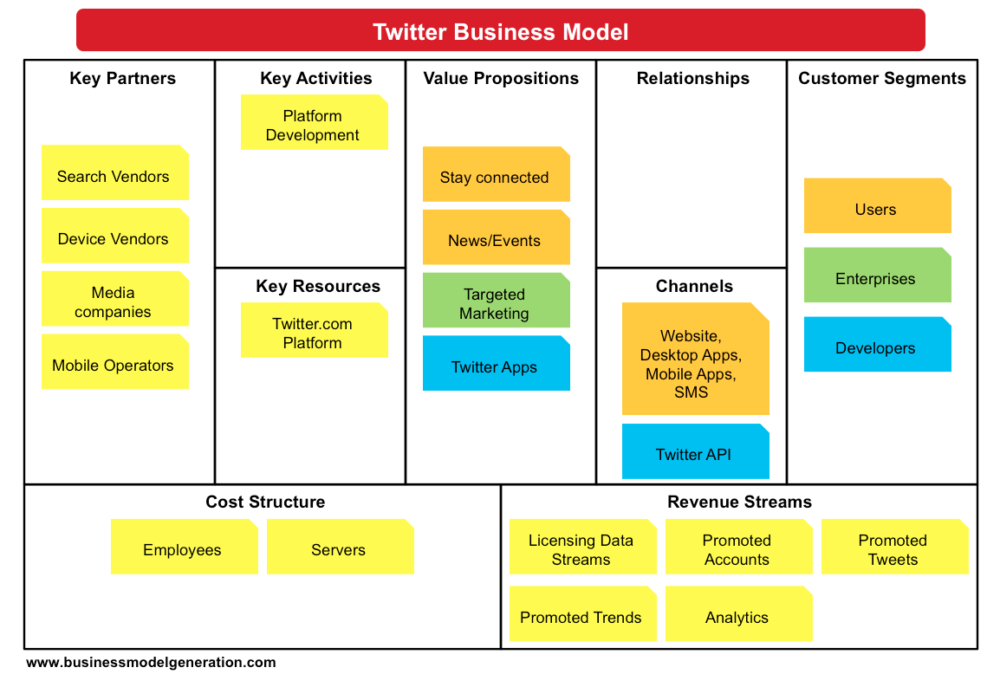 Twitter Business Model
Key Partners
Search Vendors
Device Vendors
Media
companies
Mobile Operators
Key Activities
Platform
Development
Key Resources
Twitter.com
Platform
Value Propositions
Stay connected
News/Events
Targeted
Marketing
Twitter Apps
Relationships
Channels
Website,
Desktop Apps,
Mobile Apps,
SMS
Twitter API
Customer Segments
Users
Enterprises
Developers
Cost Structure
Employees
Servers
Revenue Streams
Licensing Data
Streams
Promoted
Accounts
Promoted
Tweets
Promoted Trends
Analytics
www.businessmodelgeneration.com